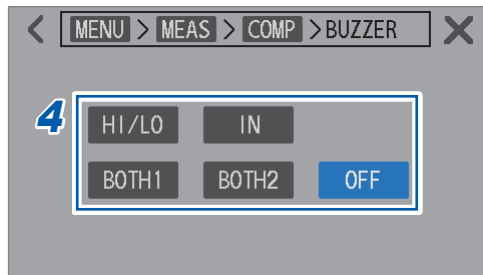 MENU > MEAS > COMP > BUZZER
4
HI/LO IN
BOTH1 BOTH2 OFF